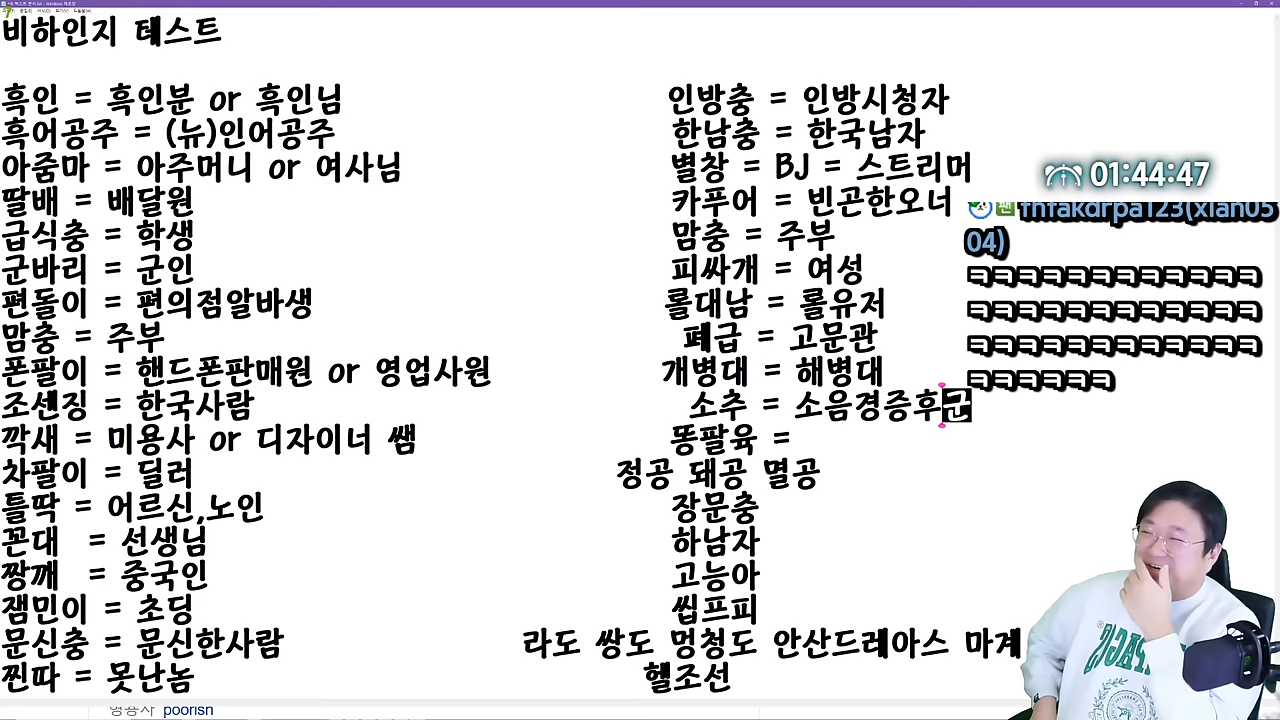 비하인지 테스트
흑인 = 흑인분 or 흑인님
흑어공주 = (뉴)인어공주
아줌마 = 아주머니 or 여사님
딸배 = 배달원
급식충 = 학생
군바리 = 군인
편돌이 = 편의점알바생
맘충 = 주부
폰팔이 = 핸드폰판매원 or 영업사원
조센징 = 한국사람
깍새 = 미용사 or 디자이너 쌤
차팔이 = 딜러
틀딱 = 어르신,노인
꼰대 = 선생님
짱깨 = 중국인
잼민이 = 초딩
문신충 = 문신한사람
찐따 = 못난놈
인방충 = 인방시청자
한남충 = 한국남자
별창 = BJ = 스트리머
카푸어 = 빈곤한오너
맘충 = 주부
피싸개 = 여성
롤대남 = 롤유저
폐급 = 고문관
개병대 = 해병대
소추 = 소음경증후군
똥팔육 =
정공 돼공 멸공
장문충
하남자
고능아
씹프피
라도 쌍도 멍청도 안산드레아스 마계
헬조선
01:44:47
팬 fhfakdrpa123(xian05
04)
ㅋㅋㅋㅋㅋㅋㅋㅋㅋㅋㅋㅋ
ㅋㅋㅋㅋㅋㅋㅋㅋㅋㅋㅋㅋ
ㅋㅋㅋㅋㅋㅋㅋㅋㅋㅋㅋㅋ
ㅋㅋㅋㅋㅋㅋ
poorish